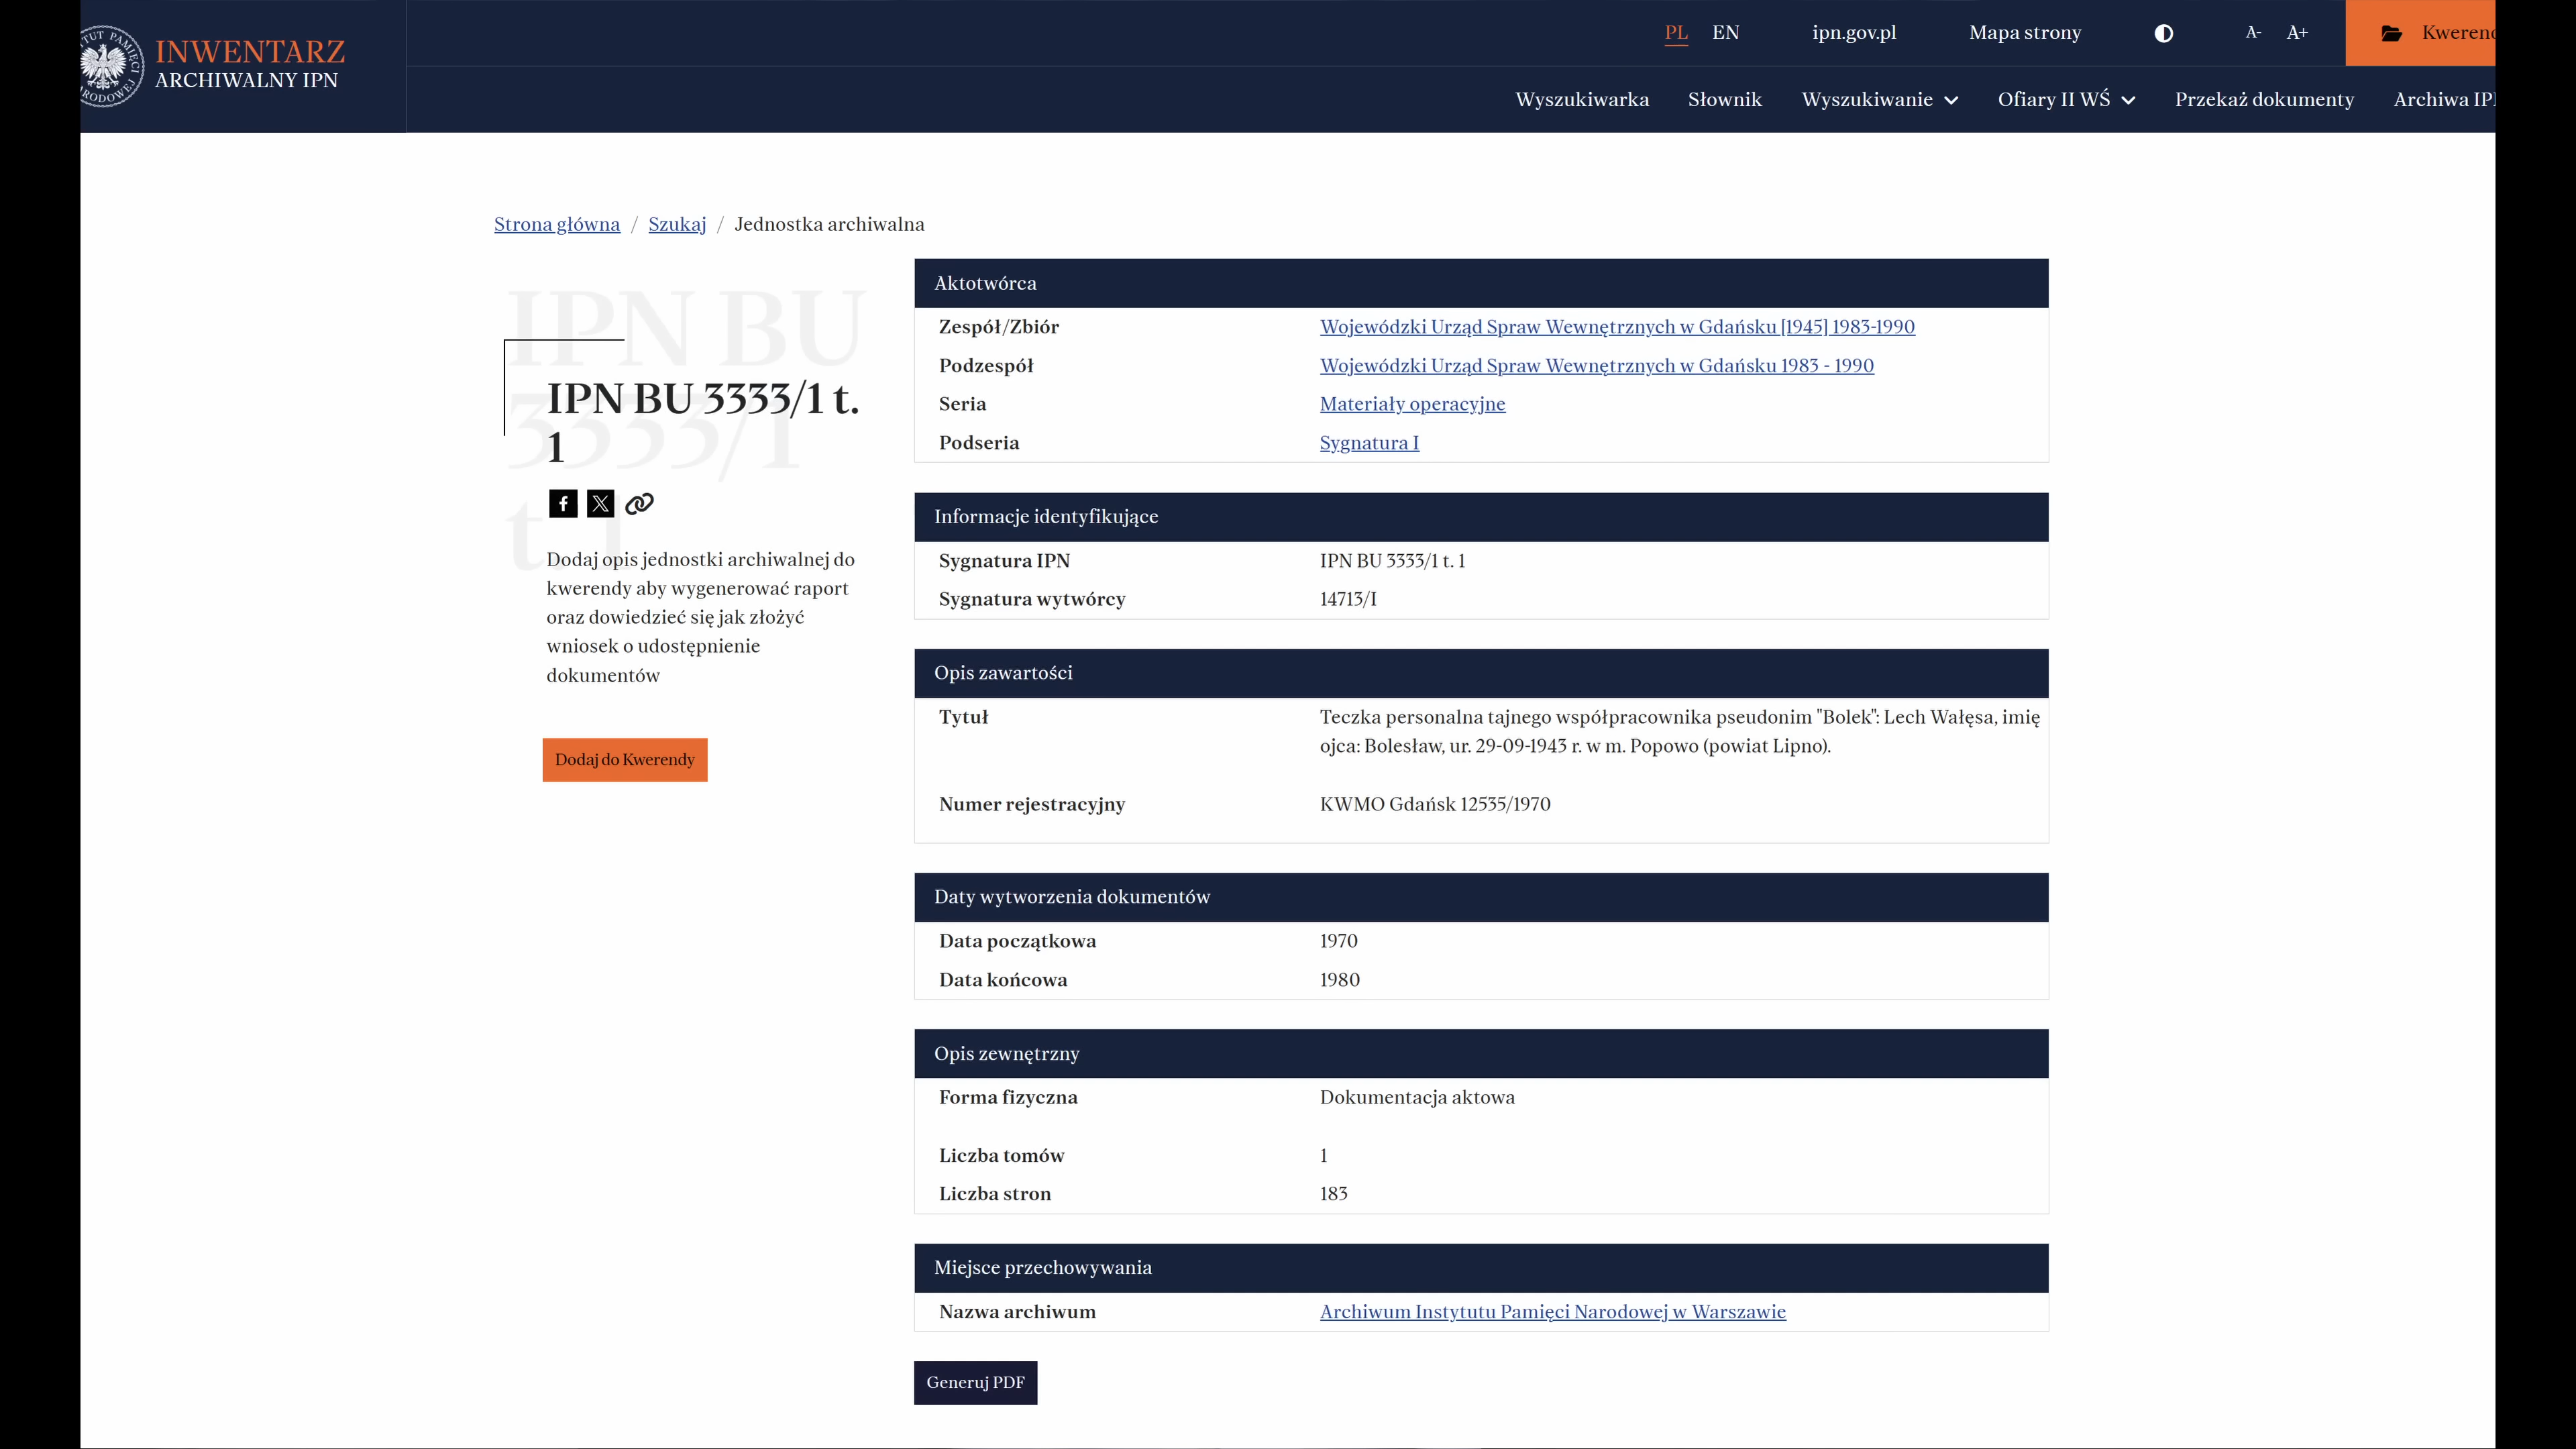 INWENTARZ
ARCHIWALNY IPN
PL EN ipn.gov.pl Mapa strony A- A+
Wyszukiwarka Słownik Wyszukiwanie Ofiary II WŚ Przekaż dokumenty Archiwa
Strona główna / Szukaj / Jednostka archiwalna
IPN BU 3333/1 t.
1
Dodaj opis jednostki archiwalnej do
kwerendy aby wygenerować raport
oraz dowiedzieć się jak złożyć
wniosek o udostępnienie
dokumentów
Dodaj do Kwerendy
Aktotwórca
Zespół/Zbiór Wojewódzki Urząd Spraw Wewnętrznych w Gdańsku [1945] 1983-1990
Podzespół Wojewódzki Urząd Spraw Wewnętrznych w Gdańsku 1983 - 1990
Seria Materiały operacyjne
Podseria Sygnatura I
Informacje identyfikujące
Sygnatura IPN IPN BU 3333/1 t. 1
Sygnatura wytwórcy 14713/I
Opis zawartości
Tytuł Teczka personalna tajnego współpracownika pseudonim "Bolek": Lech Wałęsa, imię
ojca: Bolesław, ur. 29-09-1943 r. w m. Popowo (powiat Lipno).
Numer rejestracyjny KWMO Gdańsk 12535/1970
Daty wytworzenia dokumentów
Data początkowa 1970
Data końcowa 1980
Opis zewnętrzny
Forma fizyczna Dokumentacja aktowa
Liczba tomów 1
Liczba stron 183
Miejsce przechowywania
Nazwa archiwum Archiwum Instytutu Pamięci Narodowej w Warszawie
Generuj PDF